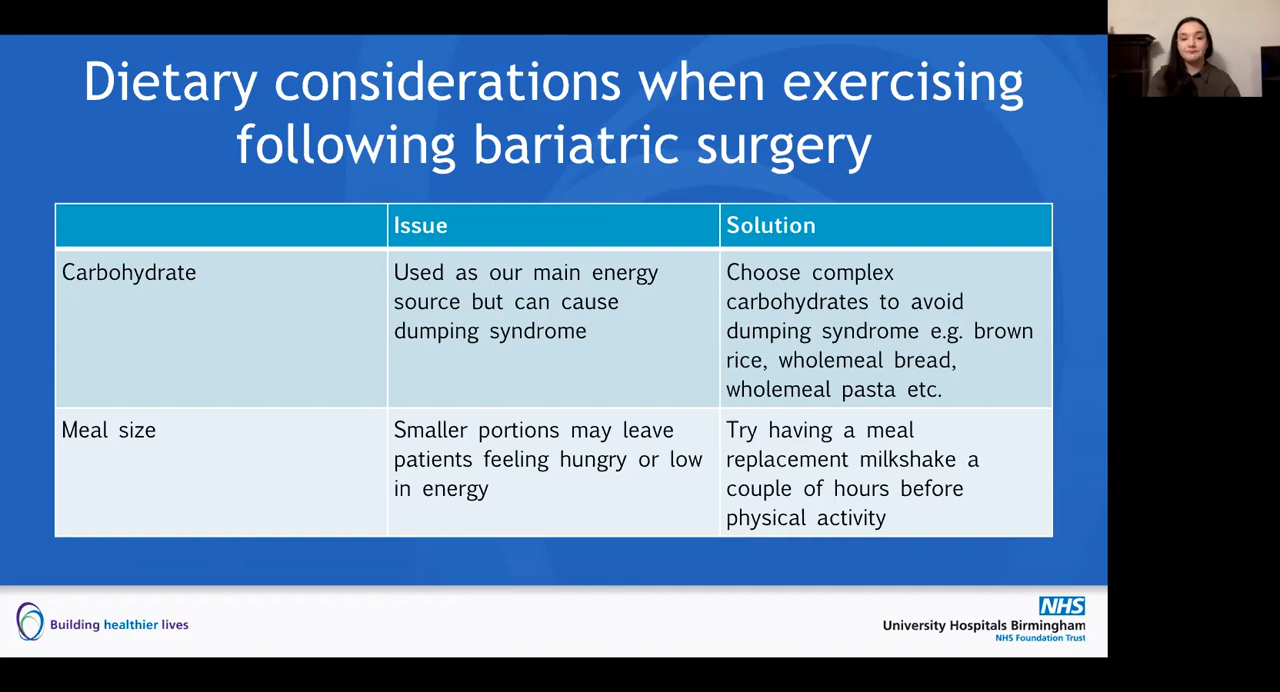 Dietary considerations when exercising
following bariatric surgery
Issue
Solution
Carbohydrate
Used as our main energy
source but can cause
dumping syndrome
Choose complex
carbohydrates to avoid
dumping syndrome e.g. brown
rice, wholemeal bread,
wholemeal pasta etc.
Meal size
Smaller portions may leave
patients feeling hungry or low
in energy
Try having a meal
replacement milkshake a
couple of hours before
physical activity
Building healthier lives
NHS
University Hospitals Birmingham
NHS Foundation Trust